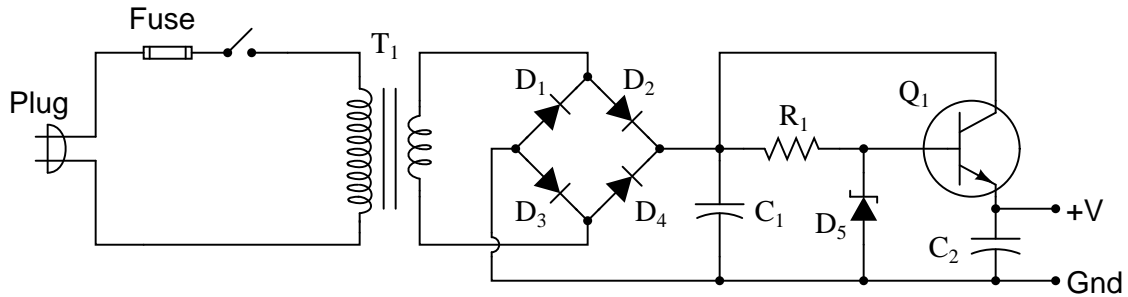 Fuse
Plug
T1
D1
D2
D3
D4
C1
R1
D5
Q1
C2
+V
Gnd